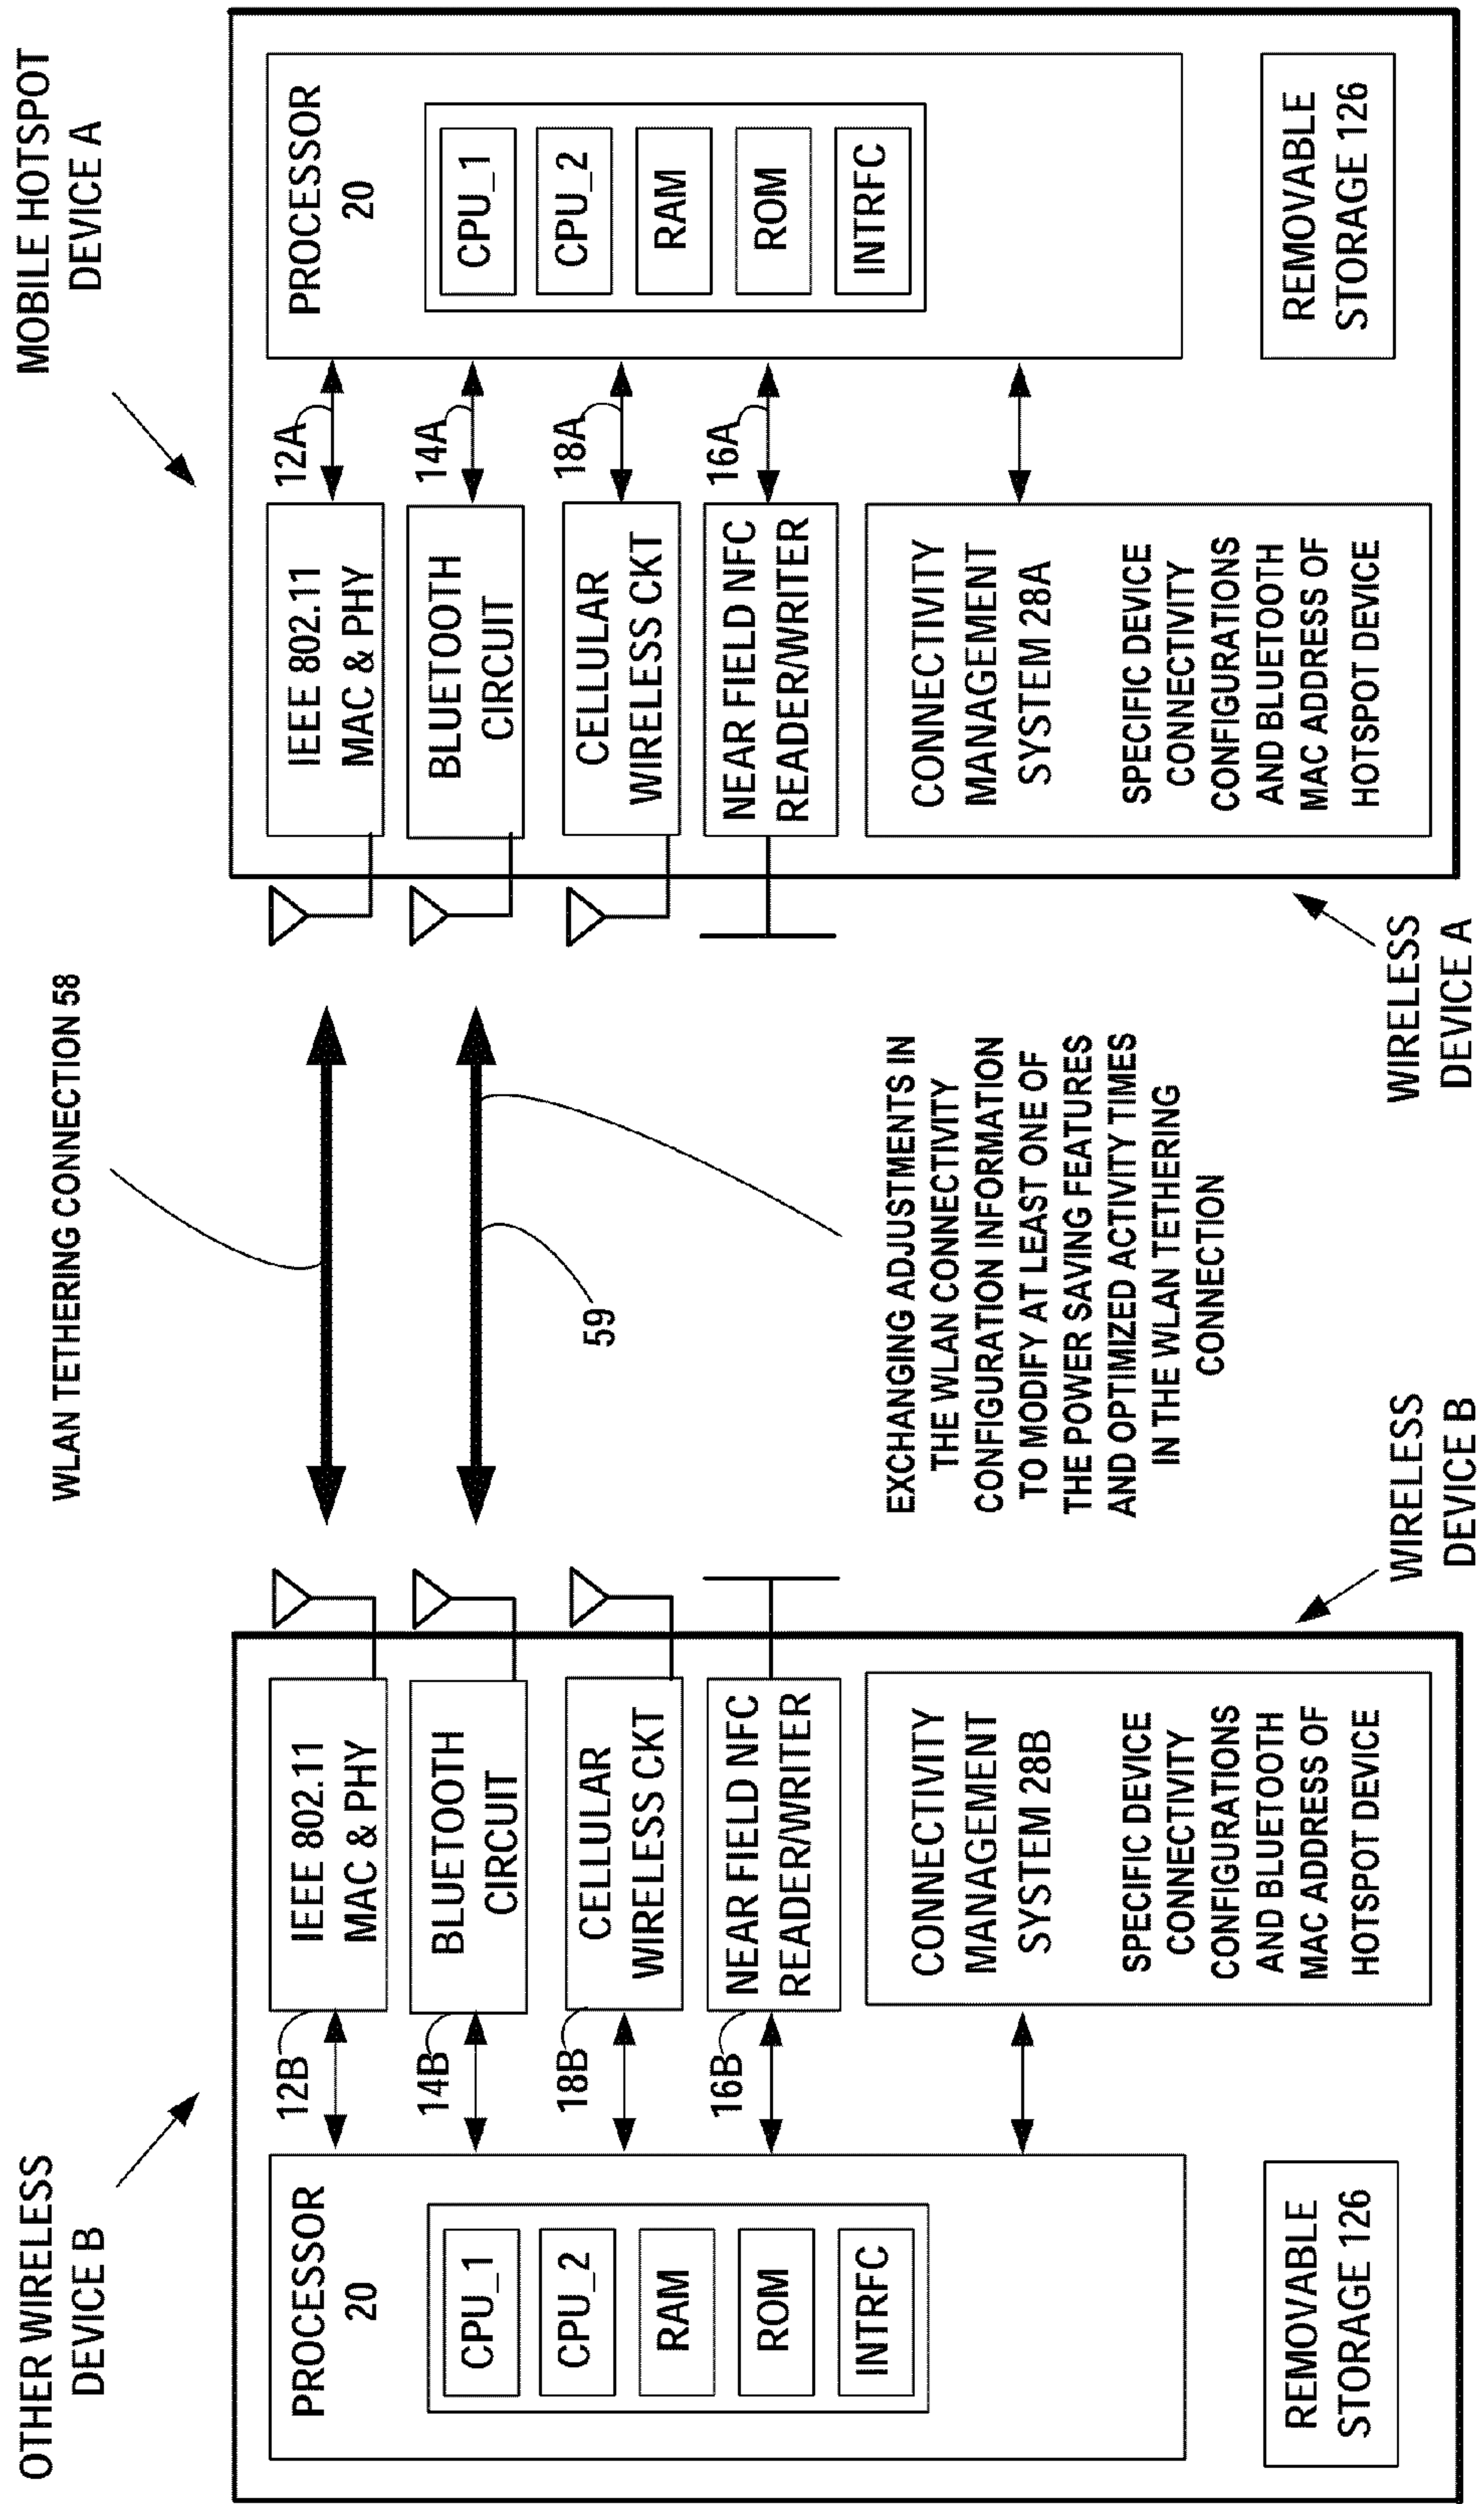 OTHER WIRELESS
DEVICE B
PROCESSOR
20
CPU_1
CPU_2
RAM
ROM
INTRFC
REMOVABLE
STORAGE 126
12B
14B
18B
16B
IEEE 802.11
MAC & PHY
BLUETOOTH
CIRCUIT
CELLULAR
WIRELESS CKT
NEAR FIELD NFC
READER/WRITER
CONNECTIVITY
MANAGEMENT
SYSTEM 28B
SPECIFIC DEVICE
CONNECTIVITY
CONFIGURATIONS
AND BLUETOOTH
MAC ADDRESS OF
HOTSPOT DEVICE
WIRELESS
DEVICE B
WLAN TETHERING CONNECTION 58
59
EXCHANGING ADJUSTMENTS IN
THE WLAN CONNECTIVITY
CONFIGURATION INFORMATION
TO MODIFY AT LEAST ONE OF
THE POWER SAVING FEATURES
AND OPTIMIZED ACTIVITY TIMES
IN THE WLAN TETHERING
CONNECTION
MOBILE HOTSPOT
DEVICE A
IEEE 802.11
MAC & PHY
BLUETOOTH
CIRCUIT
CELLULAR
WIRELESS CKT
NEAR FIELD NFC
READER/WRITER
CONNECTIVITY
MANAGEMENT
SYSTEM 28A
SPECIFIC DEVICE
CONNECTIVITY
CONFIGURATIONS
AND BLUETOOTH
MAC ADDRESS OF
HOTSPOT DEVICE
12A
14A
18A
16A
PROCESSOR
20
CPU_1
CPU_2
RAM
ROM
INTRFC
REMOVABLE
STORAGE 126
WIRELESS
DEVICE A